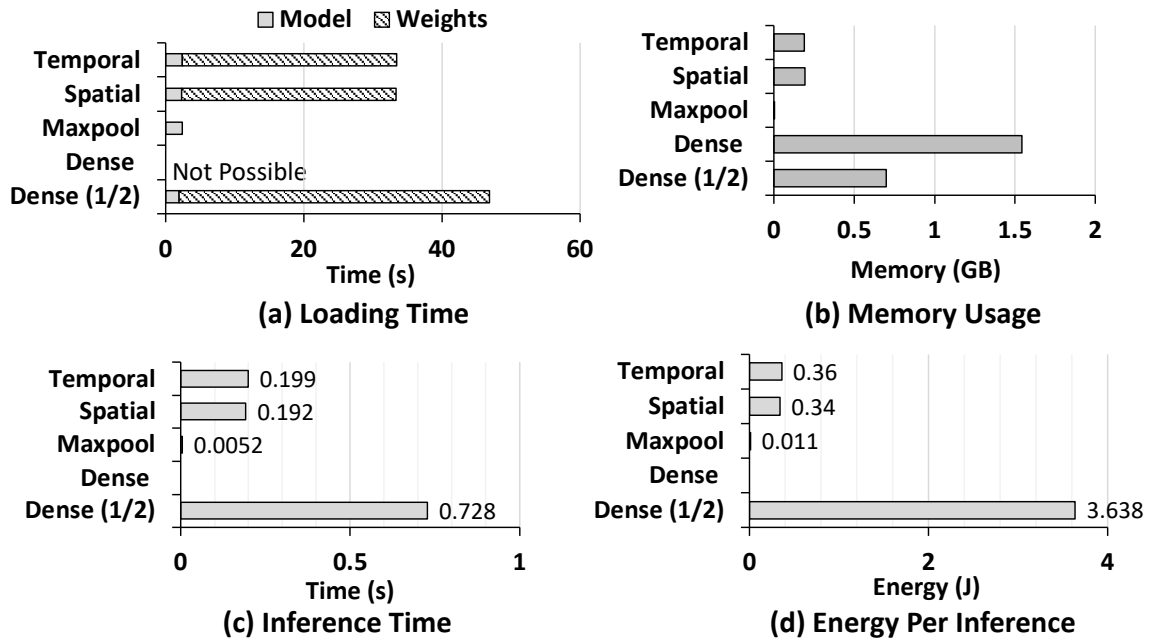 Model Weights
Temporal
Spatial
Maxpool
Dense
Not Possible
Dense (1/2)
0 20 40 60
Time (s)
(a) Loading Time
Temporal
Spatial
Maxpool
Dense
Dense (1/2)
0 0.5 1 1.5 2
Memory (GB)
(b) Memory Usage
Temporal 0.199
Spatial 0.192
Maxpool 0.0052
Dense
Dense (1/2) 0.728
0 0.5 1
Time (s)
(c) Inference Time
Temporal 0.36
Spatial 0.34
Maxpool 0.011
Dense
Dense (1/2) 3.638
0 2 4
Energy (J)
(d) Energy Per Inference